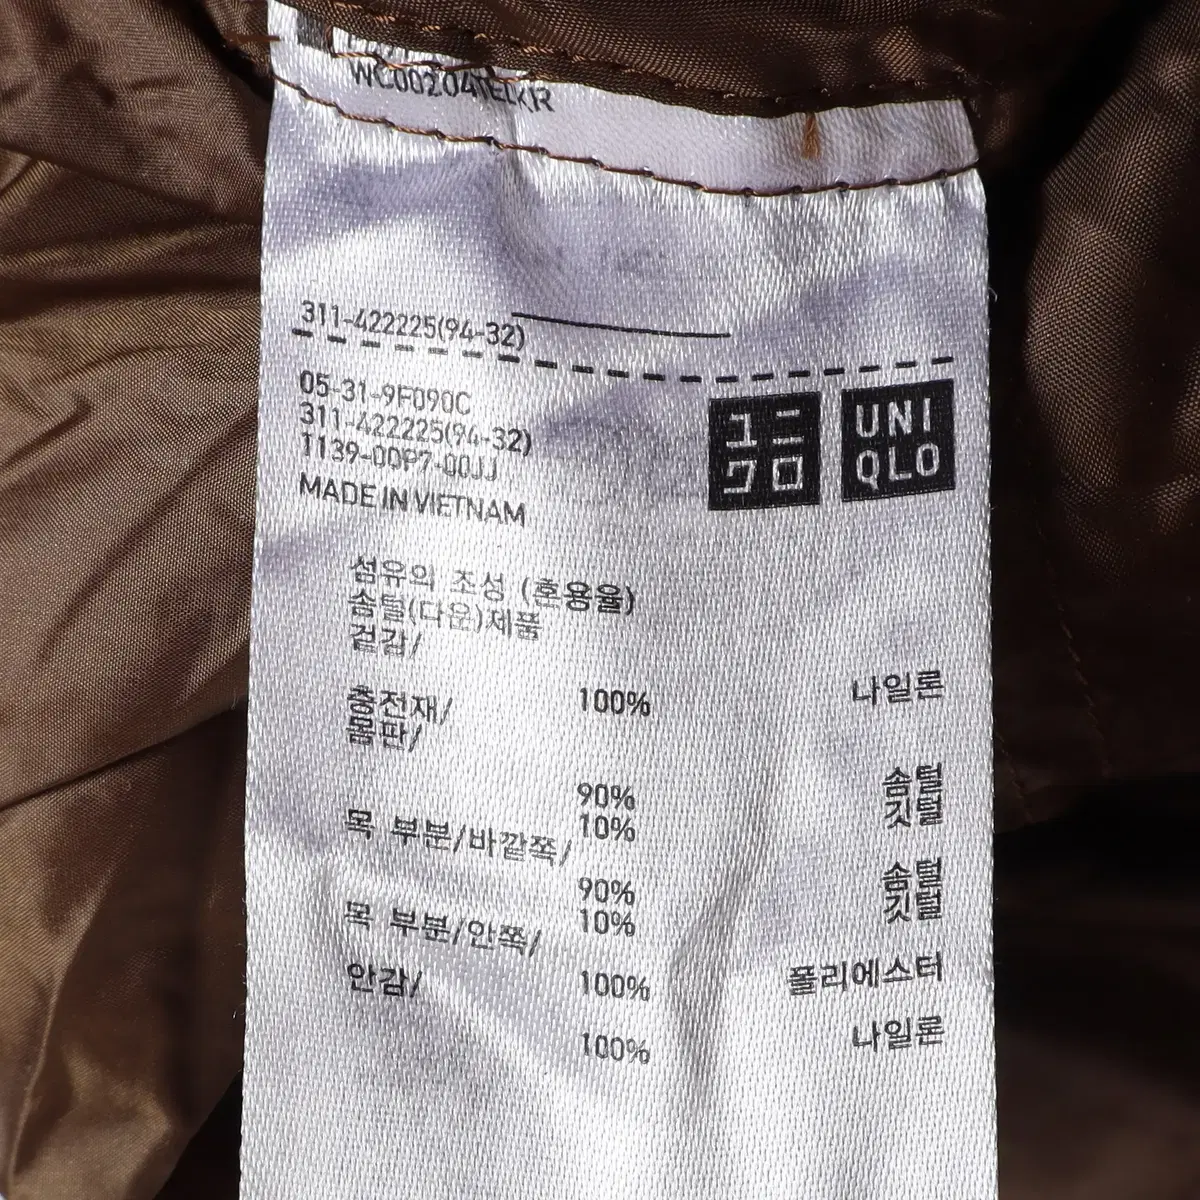 WC00204TELKR
311-422225(94-32)
05-31-9F090C
311-422225(94-32)
1139-00P7-00JJ
MADE IN VIETNAM
ユニ
クロ
UNI
QLO
섬유의 조성 (혼용율)
솜털(다운)제품
겉감/
100% 나일론
충전재/
몸판/
90% 솜털
10% 깃털
목 부분/바깥쪽/
90% 솜털
10% 깃털
목 부분/안쪽/
100% 폴리에스터
안감/
100% 나일론